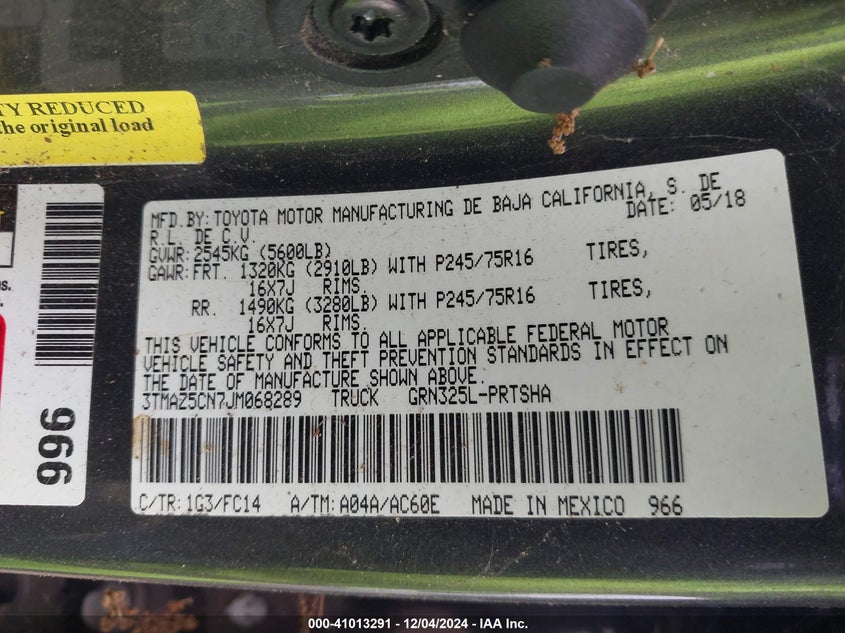 TY REDUCED
the original load
s.
996
MFD.BY:TOYOTA MOTOR MANUFACTURING DE BAJA CALIFORNIA, S. DE
R.L. DE C.V. DATE: 05/18
GVWR:2545KG (5600LB)
GAWR:FRT. 1320KG (2910LB) WITH P245/75R16 TIRES,
16X7J RIMS.
RR. 1490KG (3280LB) WITH P245/75R16 TIRES,
16X7J RIMS.
THIS VEHICLE CONFORMS TO ALL APPLICABLE FEDERAL MOTOR
VEHICLE SAFETY AND THEFT PREVENTION STANDARDS IN EFFECT ON
THE DATE OF MANUFACTURE SHOWN ABOVE.
3TMAZ5CN7JM068289 TRUCK GRN325L-PRTSHA
C/TR:1G3/FC14 A/TM:A04A/AC60E MADE IN MEXICO 966
000-41013291 - 12/04/2024 - IAA Inc.